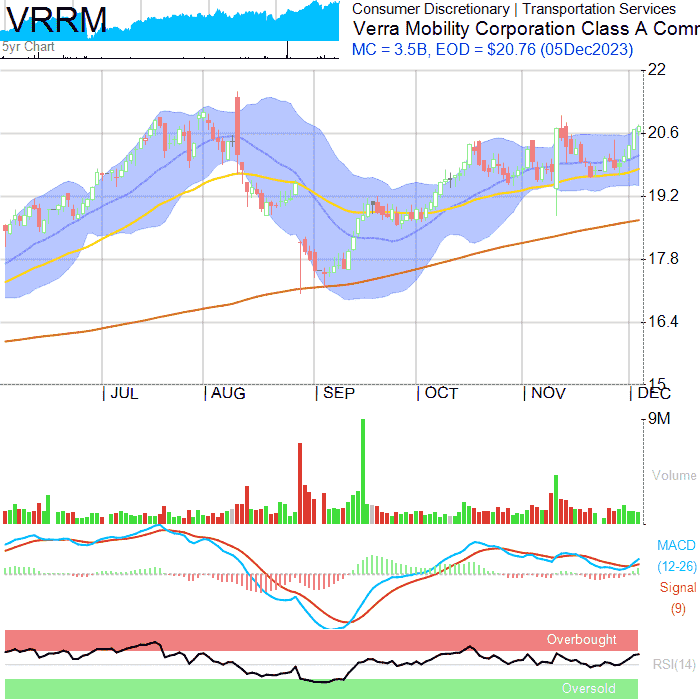 VRRM
5yr Chart
Consumer Discretionary | Transportation Services
Verra Mobility Corporation Class A Comr
MC = 3.5B, EOD = $20.76 (05Dec2023)
22
20.6
19.2
17.8
16.4
15
JUL AUG SEP OCT NOV DEC
9M
Volume
MACD
(12-26)
Signal
(9)
Overbought
RSI(14)
Oversold